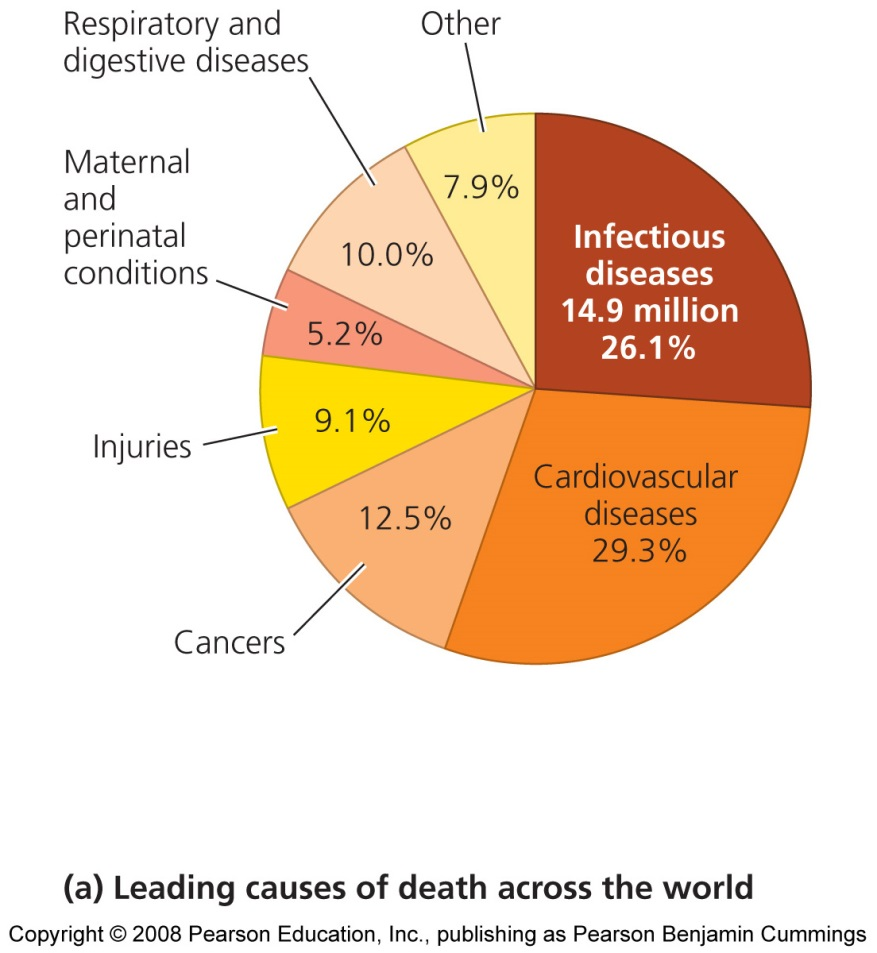 Respiratory and
digestive diseases
Other
Maternal
and
perinatal
conditions
7.9%
10.0%
Infectious
diseases
14.9 million
26.1%
5.2%
9.1%
Injuries
Cardiovascular
diseases
29.3%
12.5%
Cancers
(a) Leading causes of death across the world
Copyright © 2008 Pearson Education, Inc., publishing as Pearson Benjamin Cummings